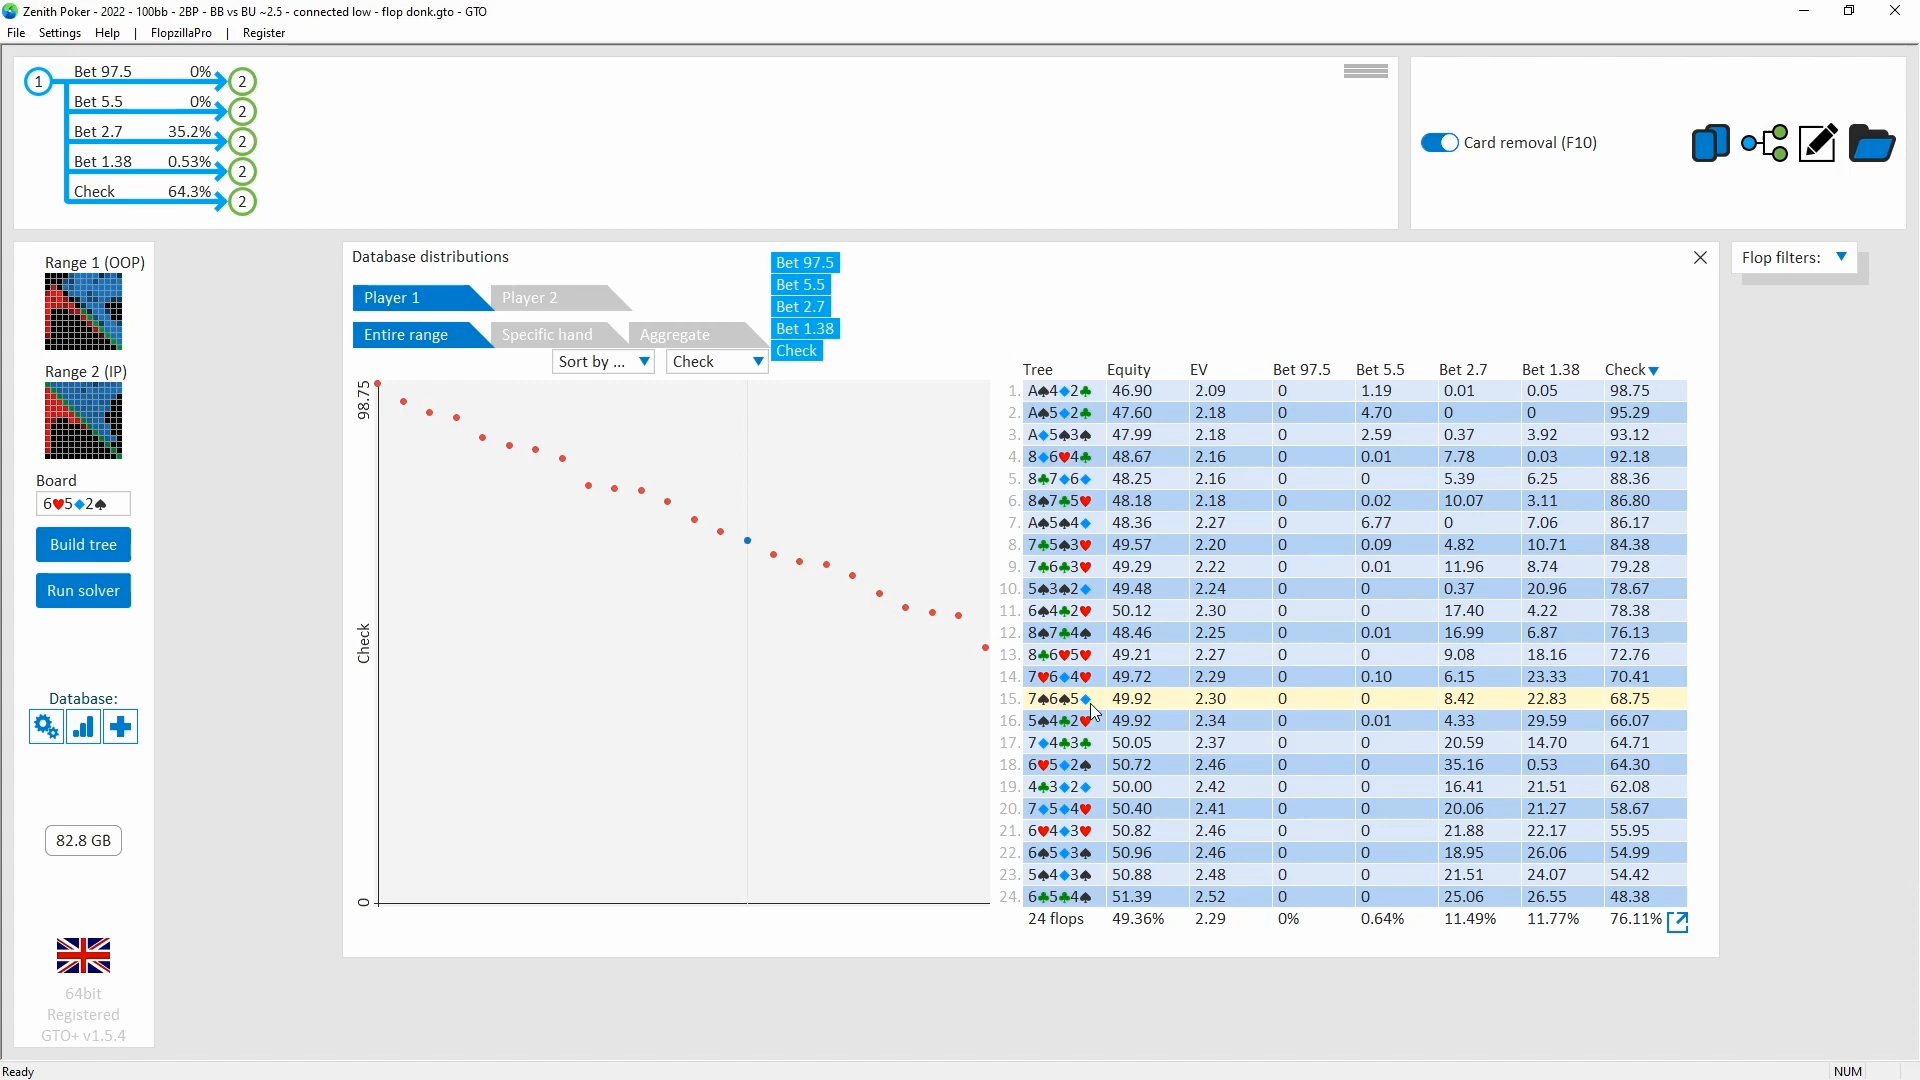 Zenith Poker - 2022 - 100bb - 2BP - BB vs BU ~2.5 - connected low - flop donk.gto - GTO
File Settings Help | FlopzillaPro | Register
1 Bet 97.5 0% 2
Bet 5.5 0% 2
Bet 2.7 35.2% 2
Bet 1.38 0.53% 2
Check 64.3% 2
Card removal (F10)
Range 1 (OOP)
Range 2 (IP)
Board
6♥5♦2♠
Build tree
Run solver
Database:
82.8 GB
64bit
Registered
GTO+ v1.5.4
Database distributions
Player 1 Player 2
Entire range Specific hand Aggregate
Sort by ... Check
Bet 97.5
Bet 5.5
Bet 2.7
Bet 1.38
Check
98.75
Check
0
Flop filters:
Tree Equity EV Bet 97.5 Bet 5.5 Bet 2.7 Bet 1.38 Check
1. A♠4♦2♣ 46.90 2.09 0 1.19 0.01 0.05 98.75
2. A♠5♦2♣ 47.60 2.18 0 4.70 0 0 95.29
3. A♦5♠3♠ 47.99 2.18 0 2.59 0.37 3.92 93.12
4. 8♦6♥4♣ 48.67 2.16 0 0.01 7.78 0.03 92.18
5. 8♣7♦6♦ 48.25 2.16 0 0 5.39 6.25 88.36
6. 8♠7♣5♥ 48.18 2.18 0 0.02 10.07 3.11 86.80
7. A♠5♠4♦ 48.36 2.27 0 6.77 0 7.06 86.17
8. 7♣5♠3♥ 49.57 2.20 0 0.09 4.82 10.71 84.38
9. 7♣6♣3♥ 49.29 2.22 0 0.01 11.96 8.74 79.28
10. 5♠3♠2♦ 49.48 2.24 0 0 0.37 20.96 78.67
11. 6♠4♣2♥ 50.12 2.30 0 0 17.40 4.22 78.38
12. 8♠7♣4♠ 48.46 2.25 0 0.01 16.99 6.87 76.13
13. 8♣6♥5♥ 49.21 2.27 0 0 9.08 18.16 72.76
14. 7♥6♦4♥ 49.72 2.29 0 0.10 6.15 23.33 70.41
15. 7♠6♠5♦ 49.92 2.30 0 0 8.42 22.83 68.75
16. 5♠4♣2♥ 49.92 2.34 0 0.01 4.33 29.59 66.07
17. 7♦4♣3♣ 50.05 2.37 0 0 20.59 14.70 64.71
18. 6♥5♦2♠ 50.72 2.46 0 0 35.16 0.53 64.30
19. 4♣3♦2♦ 50.00 2.42 0 0 16.41 21.51 62.08
20. 7♦5♦4♥ 50.40 2.41 0 0 20.06 21.27 58.67
21. 6♥4♦3♥ 50.82 2.46 0 0 21.88 22.17 55.95
22. 6♠5♦3♠ 50.96 2.46 0 0 18.95 26.06 54.99
23. 5♠4♦3♠ 50.88 2.48 0 0 21.51 24.07 54.42
24. 6♣5♣4♠ 51.39 2.52 0 0 25.06 26.55 48.38
24 flops 49.36% 2.29 0% 0.64% 11.49% 11.77% 76.11%
Ready
NUM